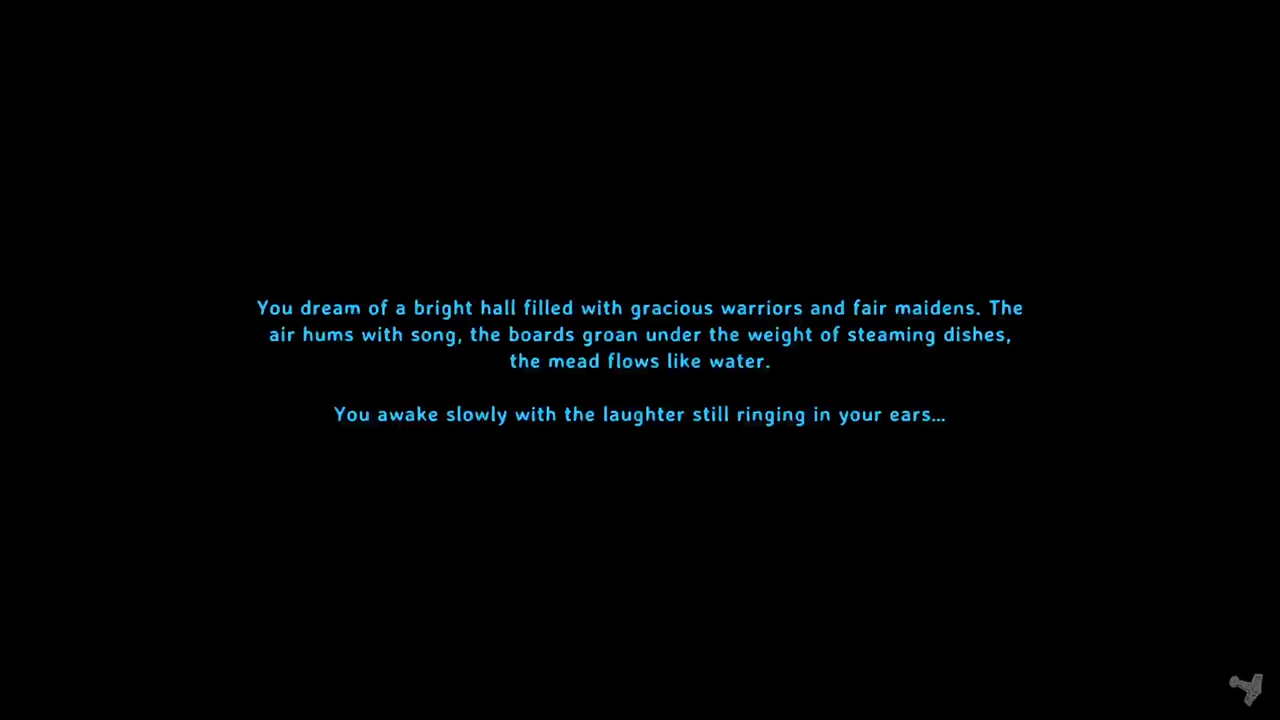 You dream of a bright hall filled with gracious warriors and fair maidens. The
air hums with song, the boards groan under the weight of steaming dishes,
the mead flows like water.
You awake slowly with the laughter still ringing in your ears...